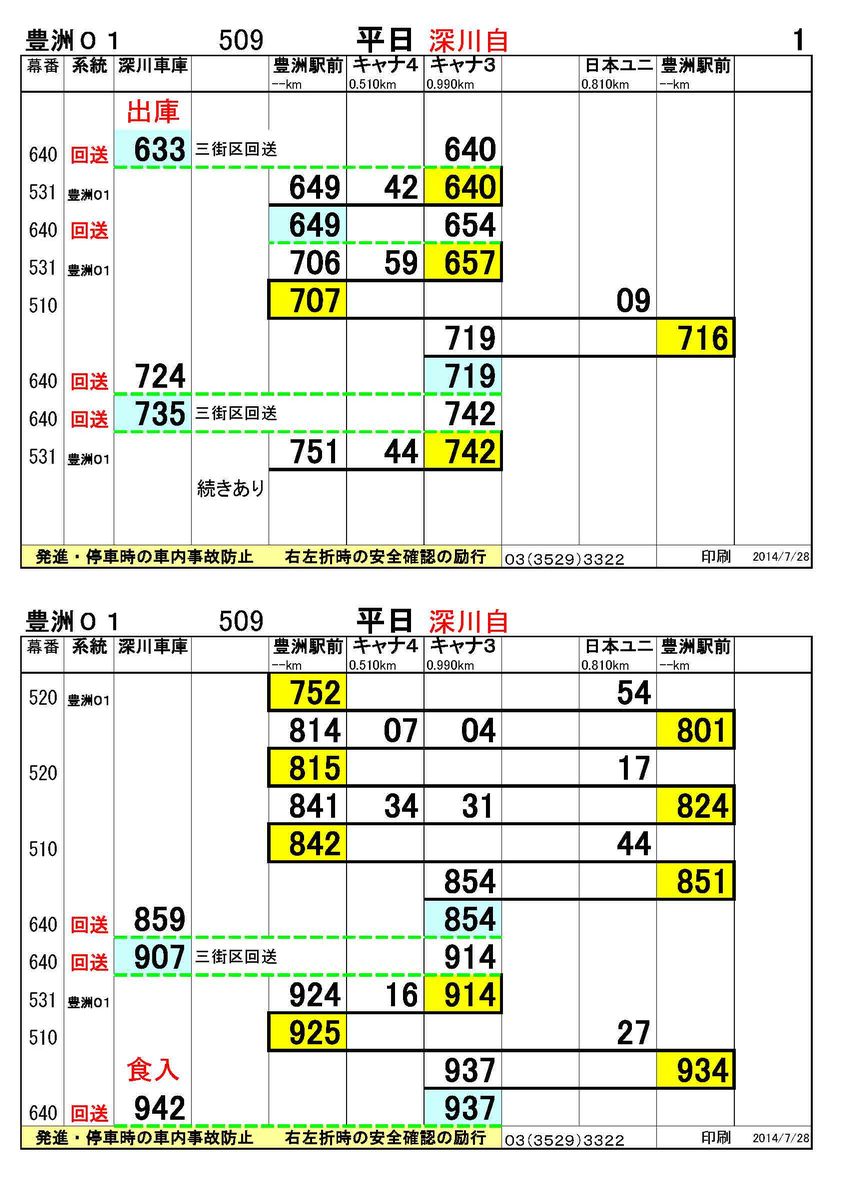 豊洲０１ 509 平日 深川自 1
幕番 系統 深川車庫 豊洲駅前 キャナ４ キャナ３ 日本ユニ 豊洲駅前
--km 0.510km 0.990km 0.810km --km
出庫
640 回送 633 三街区回送 640
531 豊洲０１ 649 42 640
640 回送 649 654
531 豊洲０１ 706 59 657
510 707 09
719 716
640 回送 724 719
640 回送 735 三街区回送 742
531 豊洲０１ 751 44 742
続きあり
発進・停車時の車内事故防止 右左折時の安全確認の励行 03(3529)3322 印刷 2014/7/28
豊洲０１ 509 平日 深川自
幕番 系統 深川車庫 豊洲駅前 キャナ４ キャナ３ 日本ユニ 豊洲駅前
--km 0.510km 0.990km 0.810km --km
520 豊洲０１ 752 54
814 07 04 801
520 815 17
841 34 31 824
510 842 44
854 851
640 回送 859 854
640 回送 907 三街区回送 914
531 豊洲０１ 924 16 914
510 925 27
食入 937 934
640 回送 942 937
発進・停車時の車内事故防止 右左折時の安全確認の励行 03(3529)3322 印刷 2014/7/28